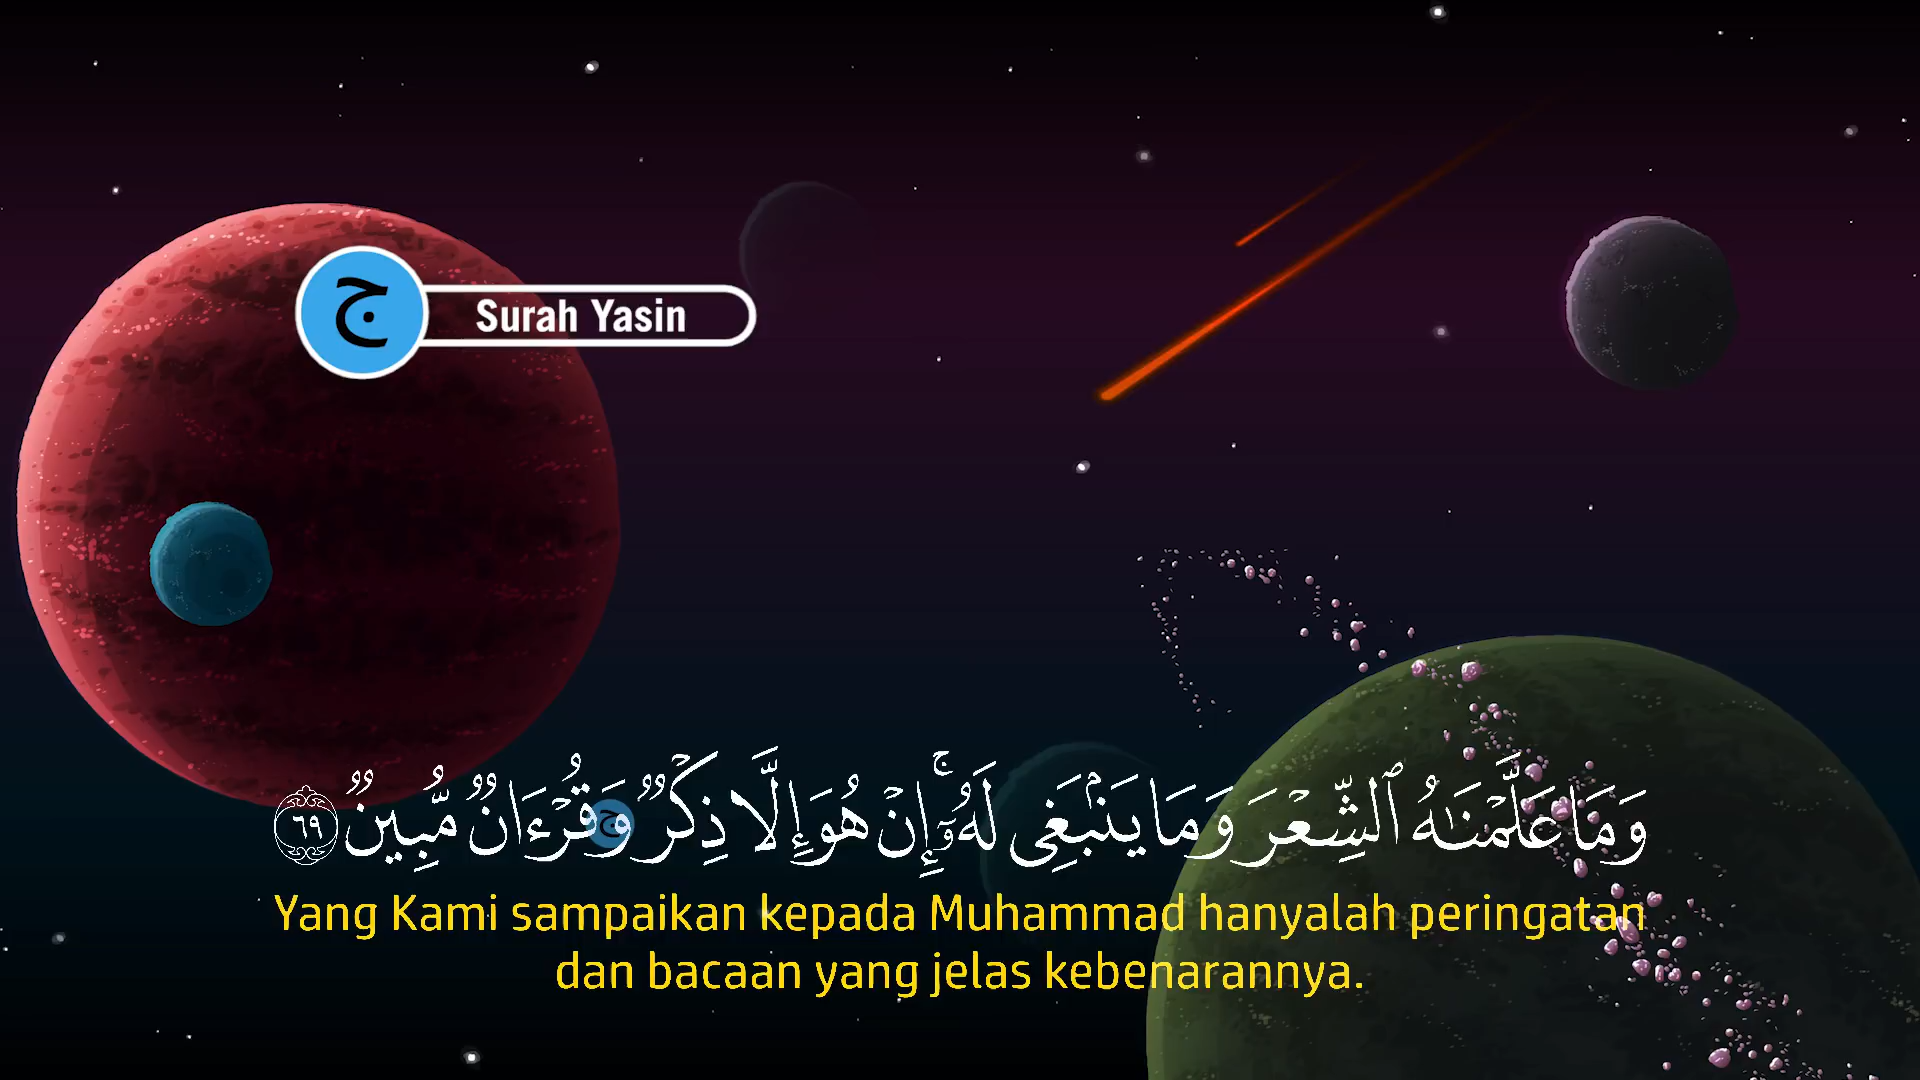 ج
Surah Yasin
وَمَا عَلَّمْنَٰهُ ٱلشِّعْرَ وَمَا يَنۢبَغِى لَهُۥٓ ۚ إِنْ هُوَ إِلَّا ذِكْرٌ وَقُرْءَانٌ مُّبِينٌ ٦٩
ج
Yang Kami sampaikan kepada Muhammad hanyalah peringatan
dan bacaan yang jelas kebenarannya.